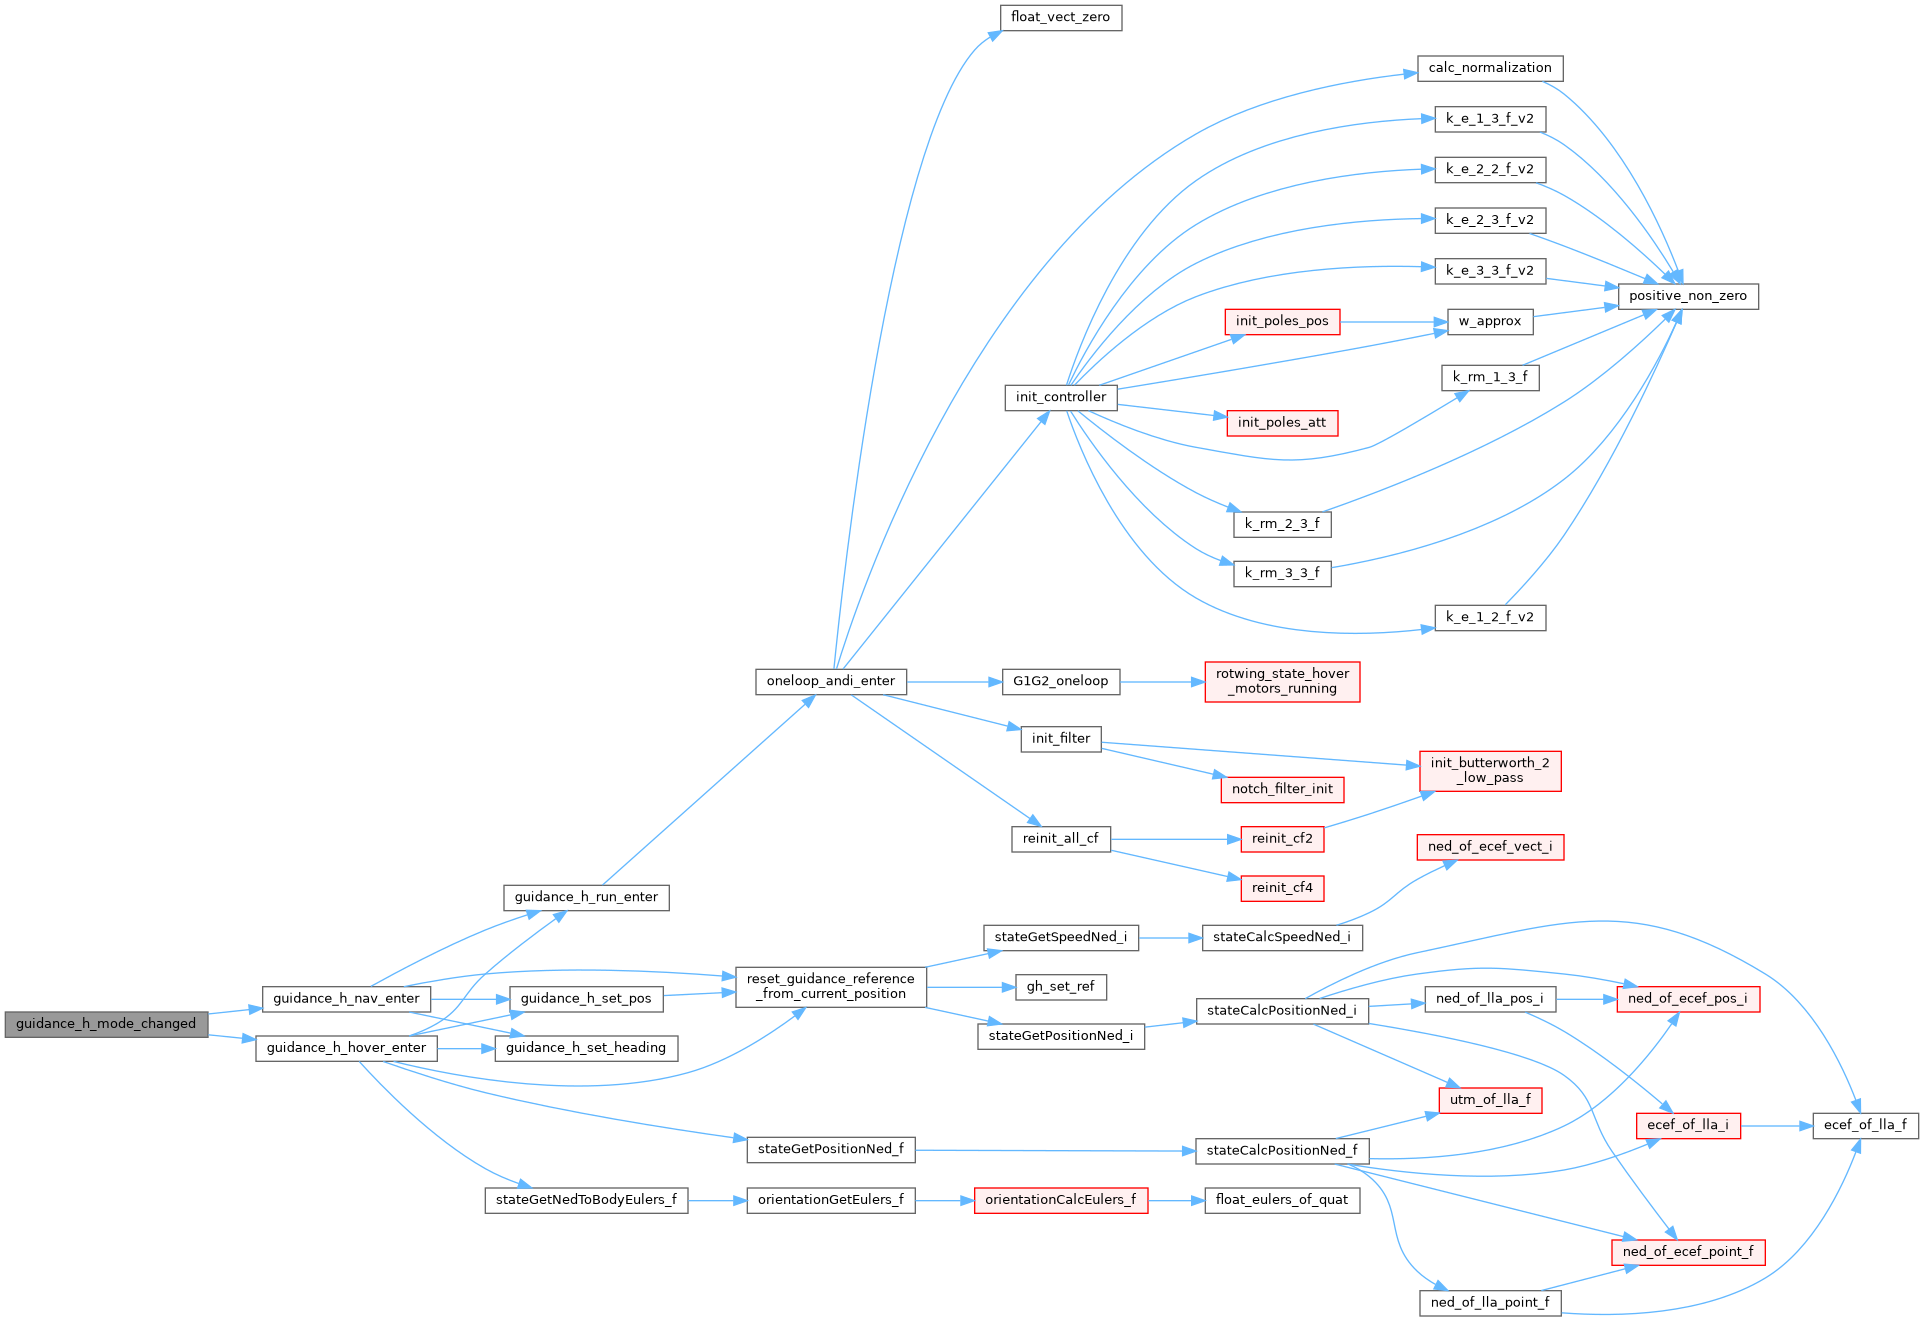 float_vect_zero
calc_normalization
k_e_1_3_f_v2
k_e_2_2_f_v2
k_e_2_3_f_v2
k_e_3_3_f_v2
positive_non_zero
init_poles_pos
w_approx
k_rm_1_3_f
init_controller
init_poles_att
k_rm_2_3_f
k_rm_3_3_f
k_e_1_2_f_v2
oneloop_andi_enter
G1G2_oneloop
rotwing_state_hover
_motors_running
init_filter
init_butterworth_2
_low_pass
notch_filter_init
reinit_all_cf
reinit_cf2
ned_of_ecef_vect_i
reinit_cf4
guidance_h_run_enter
stateGetSpeedNed_i
stateCalcSpeedNed_i
reset_guidance_reference
_from_current_position
gh_set_ref
guidance_h_nav_enter
guidance_h_set_pos
ned_of_lla_pos_i
ned_of_ecef_pos_i
stateCalcPositionNed_i
guidance_h_mode_changed
stateGetPositionNed_i
guidance_h_hover_enter
guidance_h_set_heading
utm_of_lla_f
ecef_of_lla_i
ecef_of_lla_f
stateGetPositionNed_f
stateCalcPositionNed_f
stateGetNedToBodyEulers_f
orientationGetEulers_f
orientationCalcEulers_f
float_eulers_of_quat
ned_of_ecef_point_f
ned_of_lla_point_f